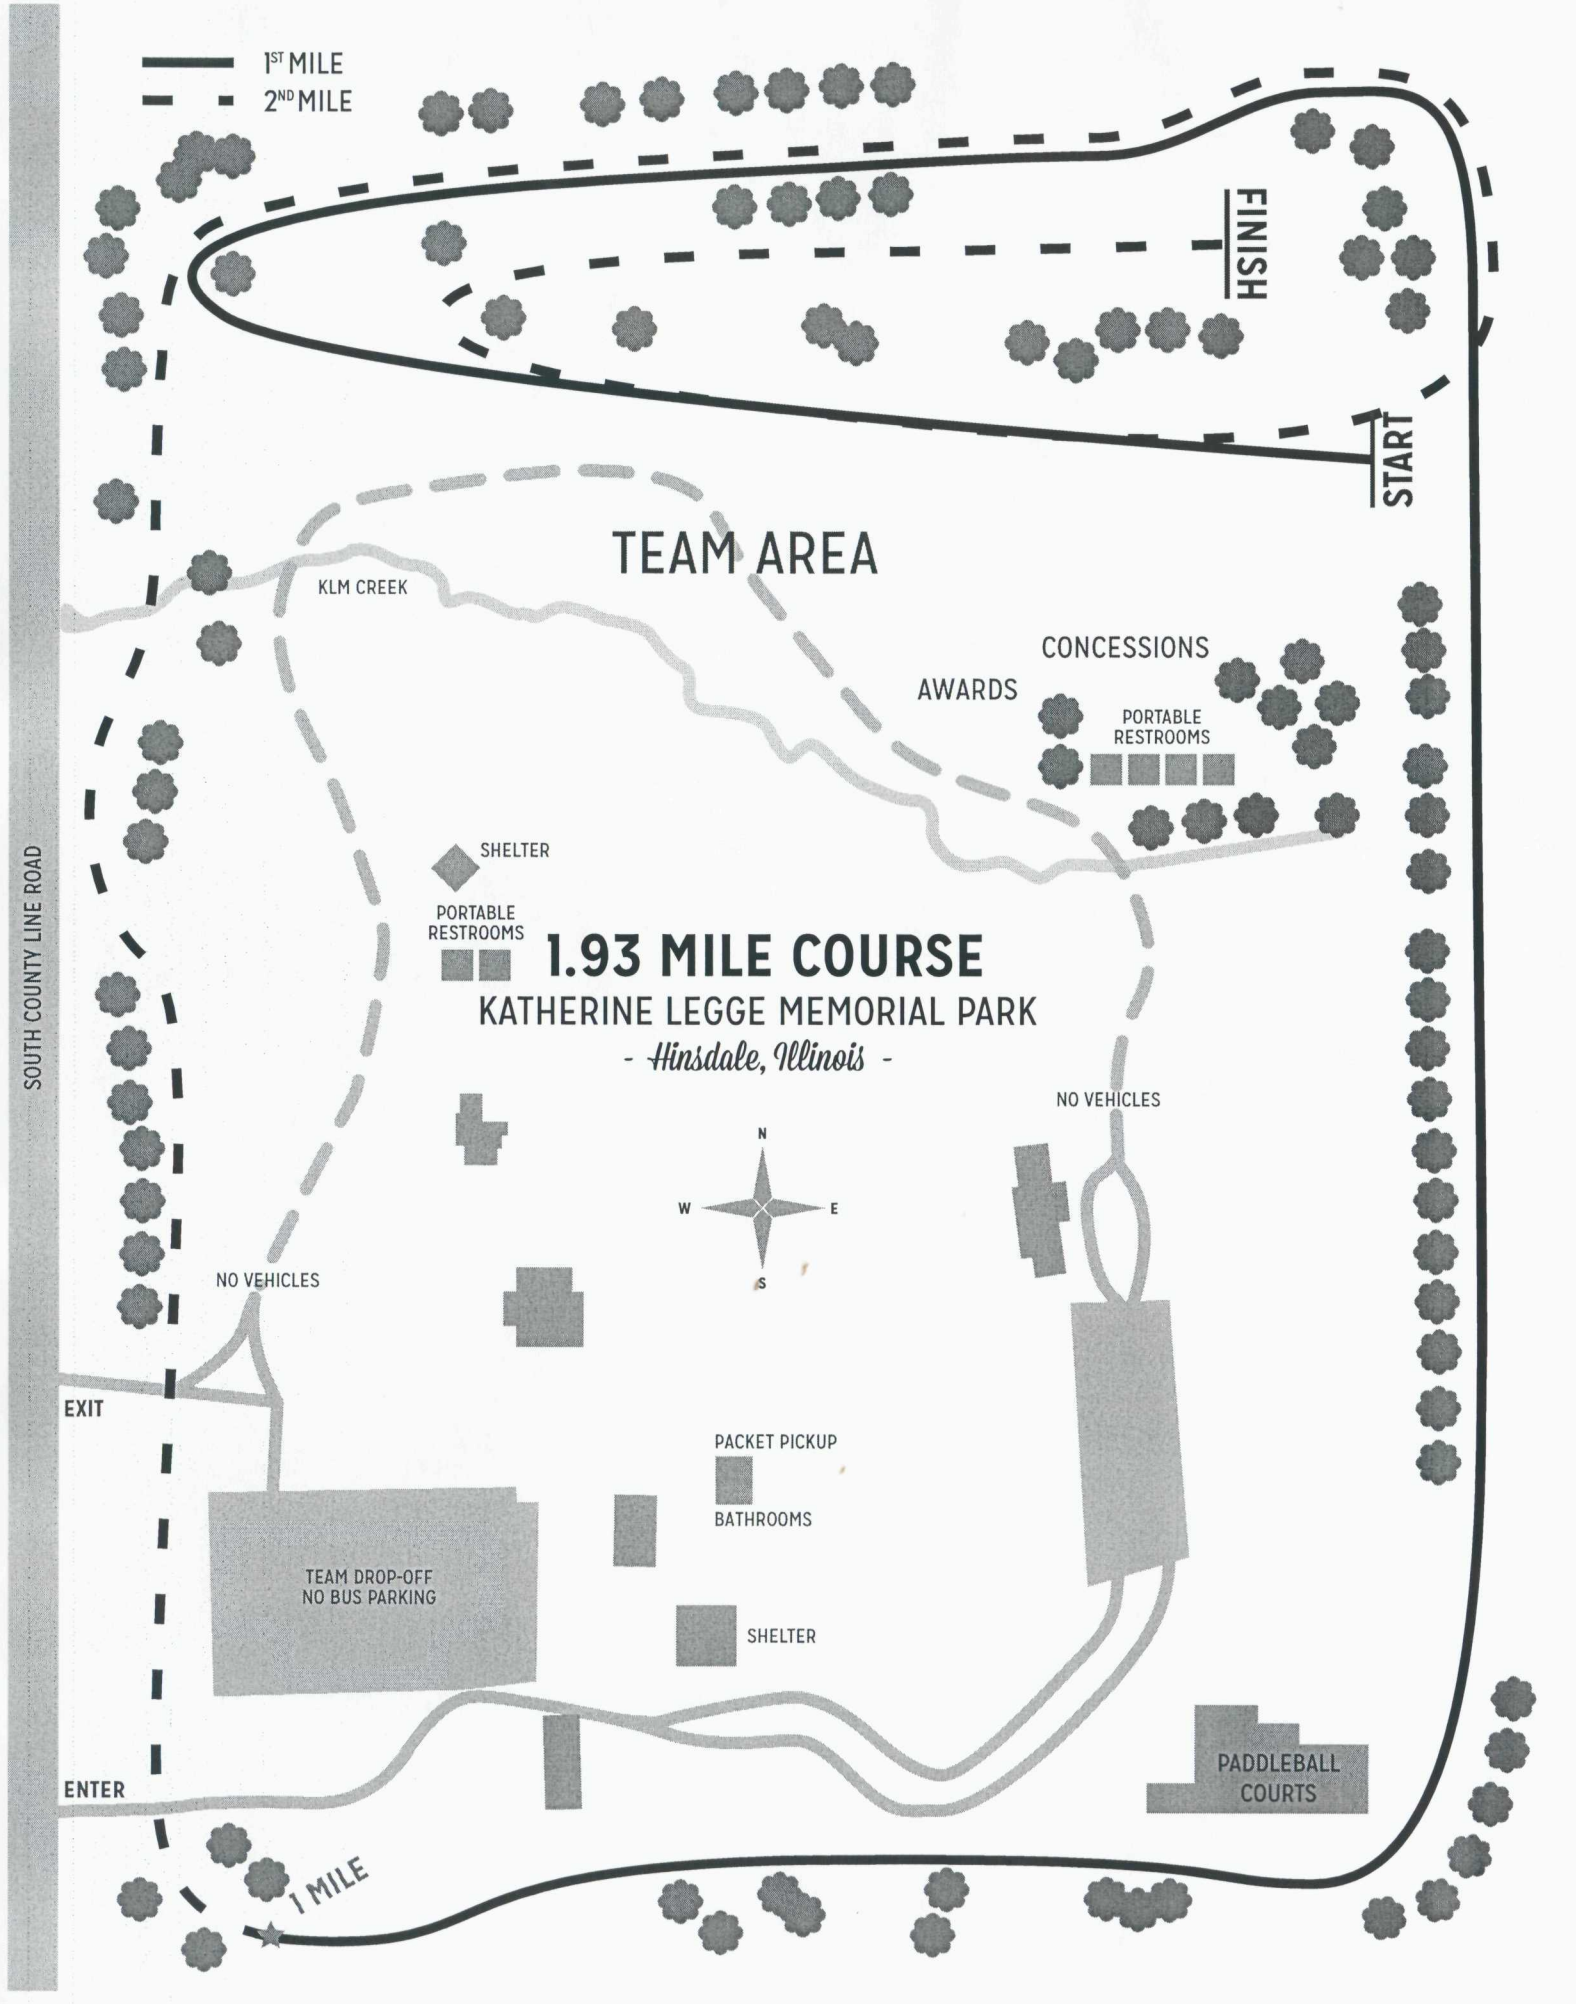 1ST MILE
2ND MILE
FINISH
START
TEAM AREA
KLM CREEK
CONCESSIONS
AWARDS
PORTABLE
RESTROOMS
SHELTER
PORTABLE
RESTROOMS
1.93 MILE COURSE
KATHERINE LEGGE MEMORIAL PARK
- Hinsdale, Illinois -
SOUTH COUNTY LINE ROAD
NO VEHICLES
N
W
E
S
NO VEHICLES
EXIT
PACKET PICKUP
BATHROOMS
TEAM DROP-OFF
NO BUS PARKING
SHELTER
PADDLEBALL
COURTS
ENTER
1 MILE